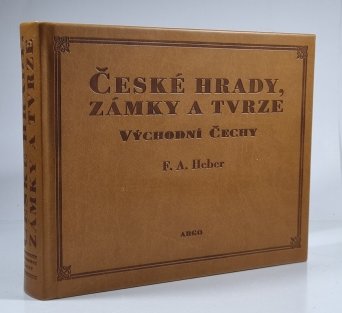 ČESKÉ HRADY,
ZÁMKY A TVRZE
VÝCHODNÍ ČECHY
F. A. Heber
ARGO
ČESKÉ HRADY,
ZÁMKY A TVRZE